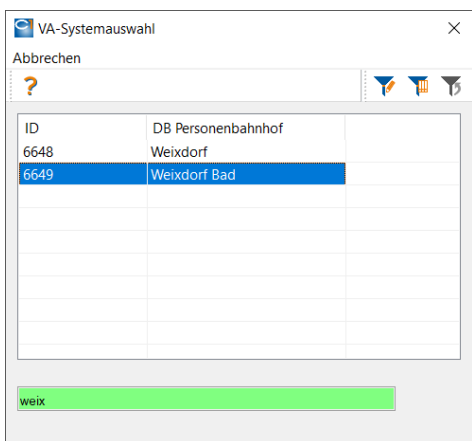 VA-Systemauswahl
Abbrechen
ID DB Personenbahnhof
6648 Weixdorf
6649 Weixdorf Bad
weix